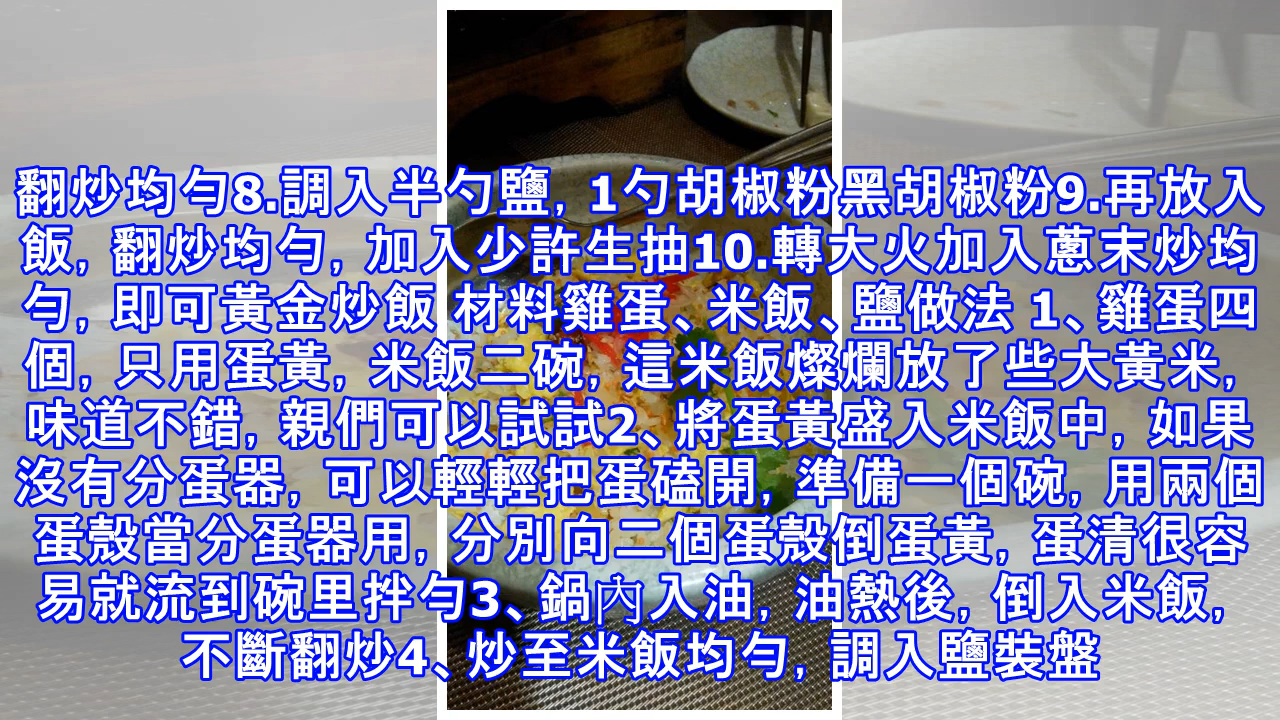 翻炒均勻8.調入半勺鹽, 1勺胡椒粉黑胡椒粉9.再放入
飯, 翻炒均勻, 加入少許生抽10.轉大火加入蔥末炒均
勻, 即可黃金炒飯 材料雞蛋、米飯、鹽做法 1、雞蛋四
個, 只用蛋黃, 米飯二碗, 這米飯燦爛放了些大黃米,
味道不錯, 親們可以試試2、將蛋黃盛入米飯中, 如果
沒有分蛋器, 可以輕輕把蛋磕開, 準備一個碗, 用兩個
蛋殼當分蛋器用, 分別向二個蛋殼倒蛋黃, 蛋清很容
易就流到碗里拌勻3、鍋內入油, 油熱後, 倒入米飯,
不斷翻炒4、炒至米飯均勻, 調入鹽裝盤